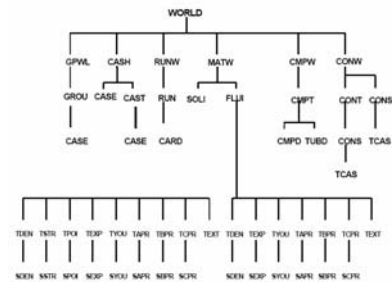 WORLD
GPWL CASH RUNW MATW CMPW CONW
GROU CASE CAST RUN SOLI FLUI CMPT CONT CONS
CASE CASE CARD CMPD TUBD CONS TCAS
TCAS
TDEN TSTR TPOI TEXP TYOU TAPR TBPR TCPR TEXT TDEN TEXP TYOU TAPR TBPR TCPR TEXT
SDEN SSTR SPOI SEXP SYOU SAPR SBPR SCPR SDEN SEXP SYOU SAPR SBPR SCPR